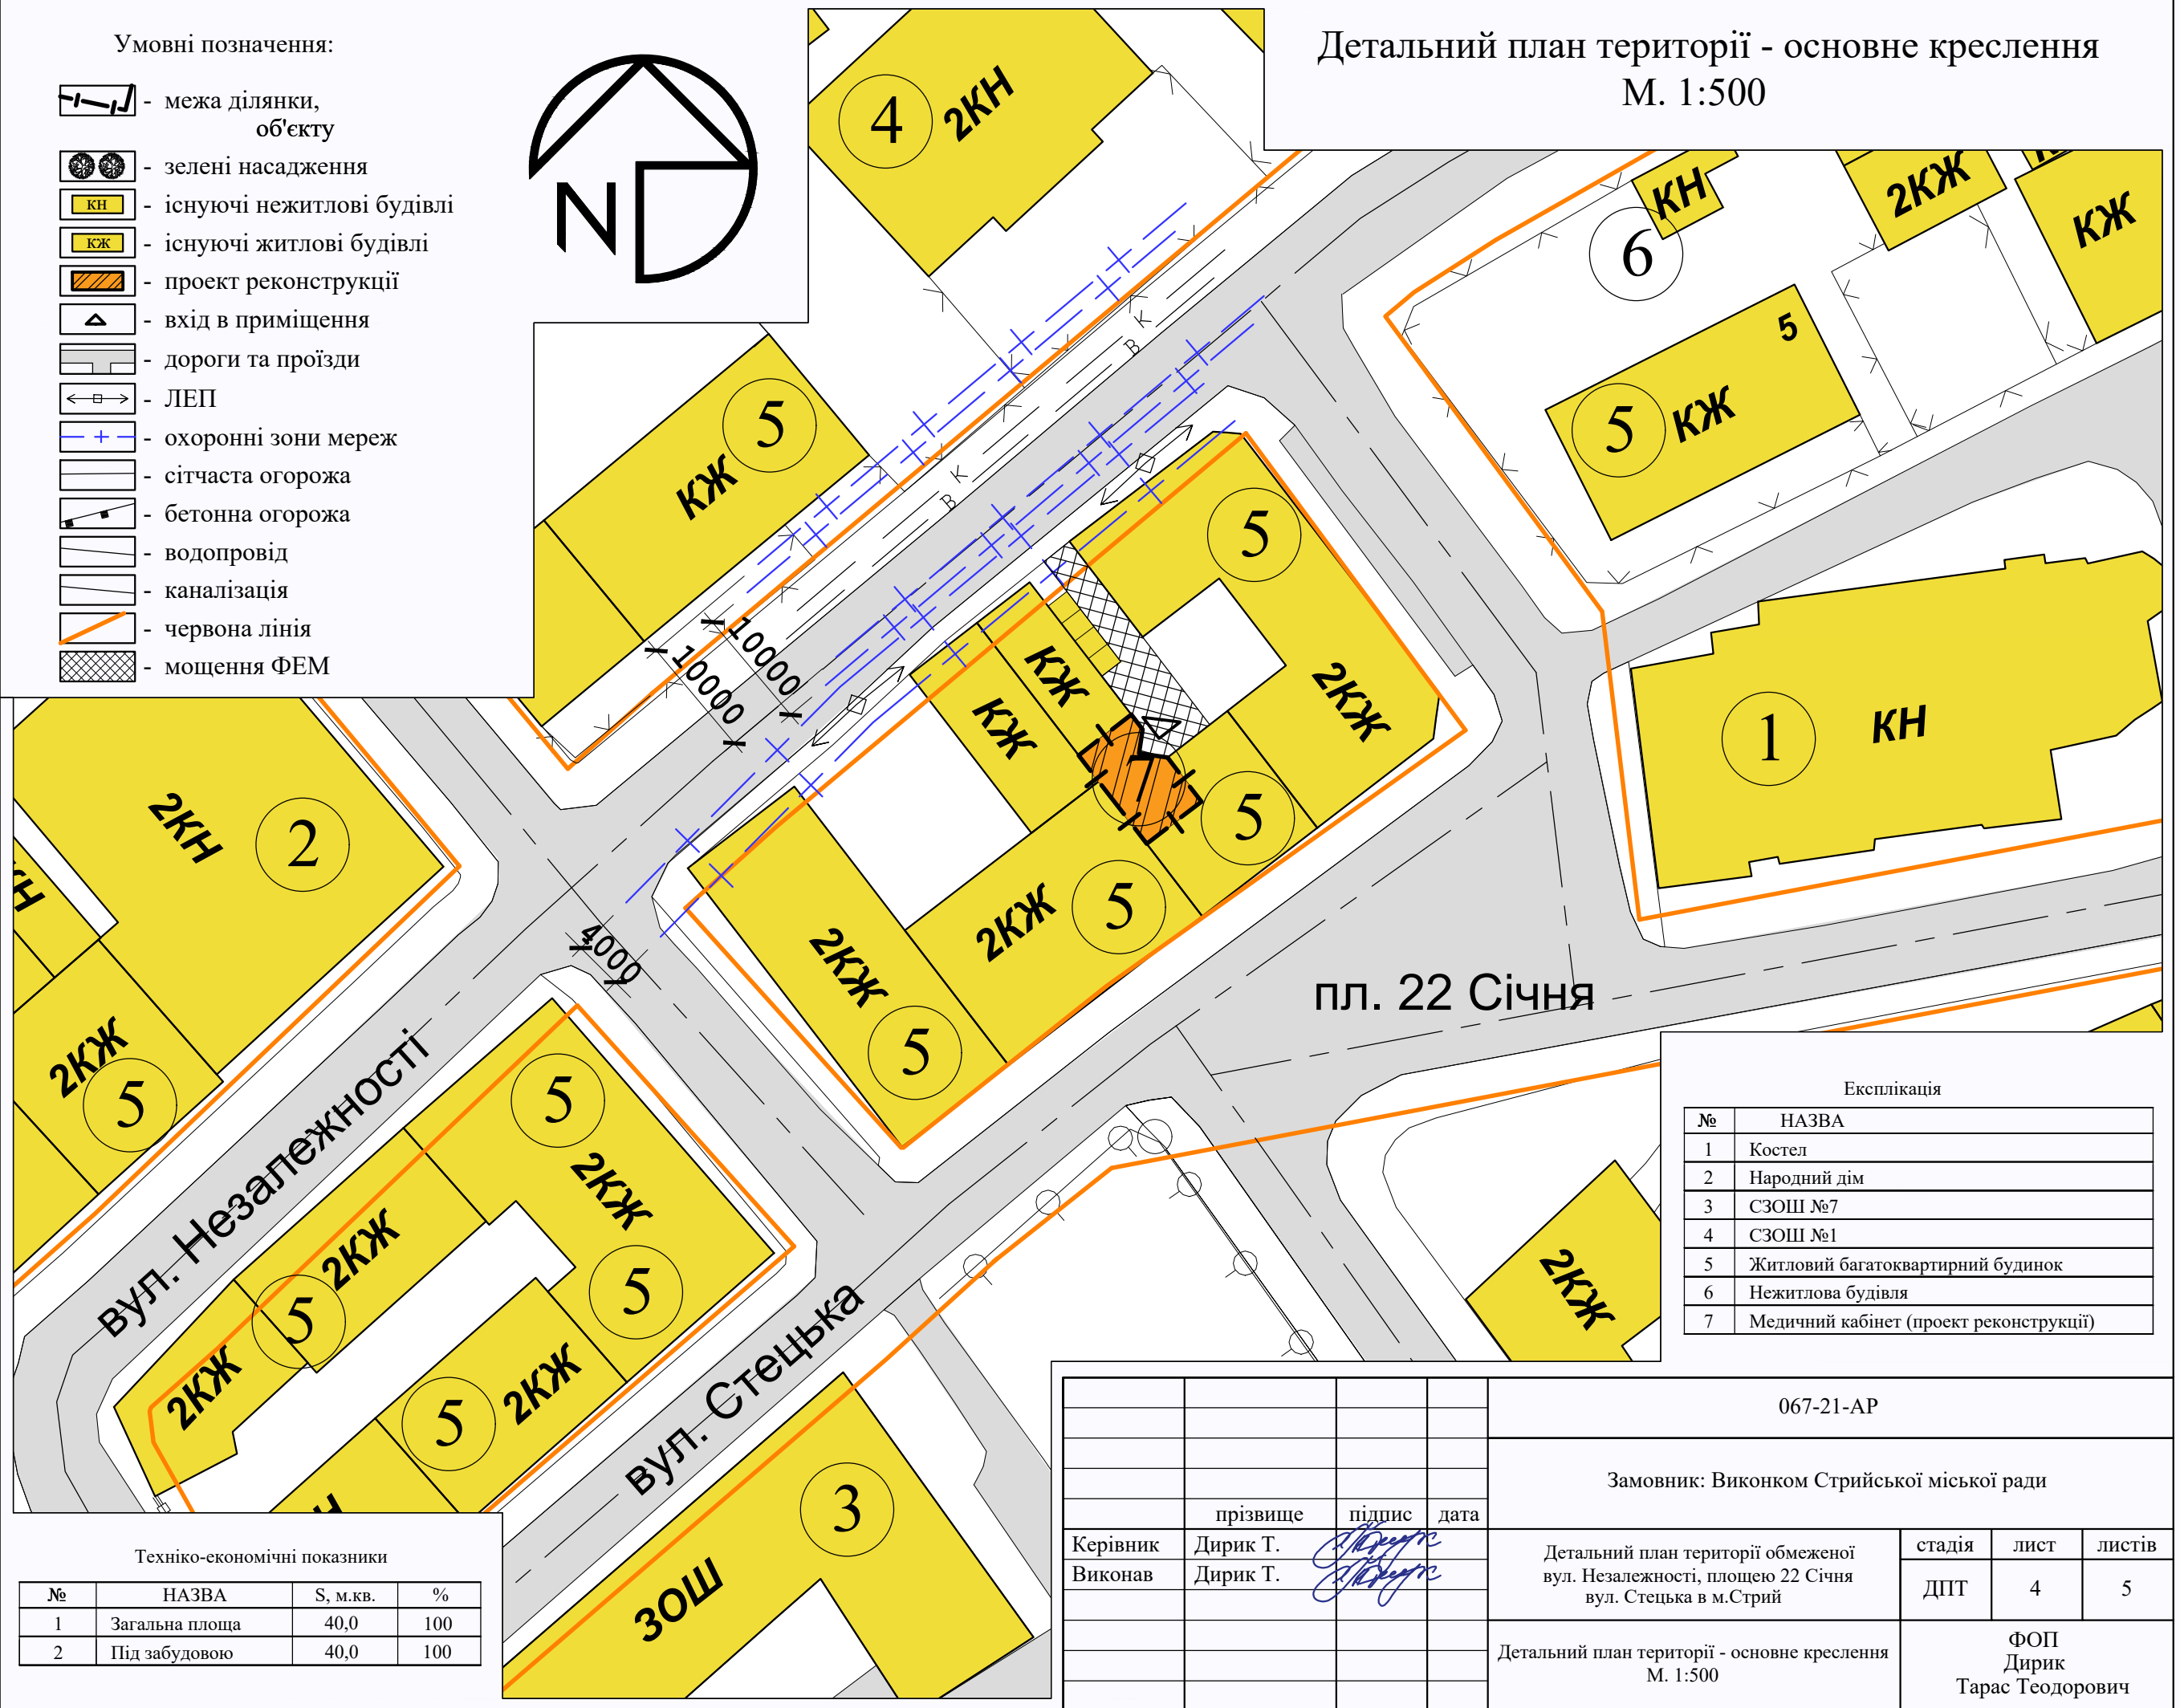 Умовні позначення:
- межа ділянки,
об'єкту
- зелені насадження
кн - існуючі нежитлові будівлі
кж - існуючі житлові будівлі
- проект реконструкції
- вхід в приміщення
- дороги та проїзди
- ЛЕП
- охоронні зони мереж
- сітчаста огорожа
- бетонна огорожа
- водопровід
- каналізація
- червона лінія
- мощення ФЕМ
N
Детальний план території - основне креслення
М. 1:500
4 2КН
КН
2КЖ
КЖ
6
5
5 КЖ
5
КЖ
В К
В К
5
10000
10000
КЖ
КЖ
2КЖ
7
5
1 КН
2КН
2
КН
2КЖ
5
2КЖ
5
2КЖ
5
4000
пл. 22 Січня
вул. Незалежності
5
2КЖ
5
2КЖ
5
2КЖ
5
2КЖ
вул. Стецька
3
ЗОШ
2КЖ
Експлікація
№ НАЗВА
1 Костел
2 Народний дім
3 СЗОШ №7
4 СЗОШ №1
5 Житловий багатоквартирний будинок
6 Нежитлова будівля
7 Медичний кабінет (проект реконструкції)
Техніко-економічні показники
№ НАЗВА S, м.кв. %
1 Загальна площа 40,0 100
2 Під забудовою 40,0 100
067-21-АР
Замовник: Виконком Стрийської міської ради
прізвище підпис дата
Керівник Дирик Т.
Виконав Дирик Т.
Детальний план території обмеженої
вул. Незалежності, площею 22 Січня
вул. Стецька в м.Стрий
стадія лист листів
ДПТ 4 5
Детальний план території - основне креслення
М. 1:500
ФОП
Дирик
Тарас Теодорович